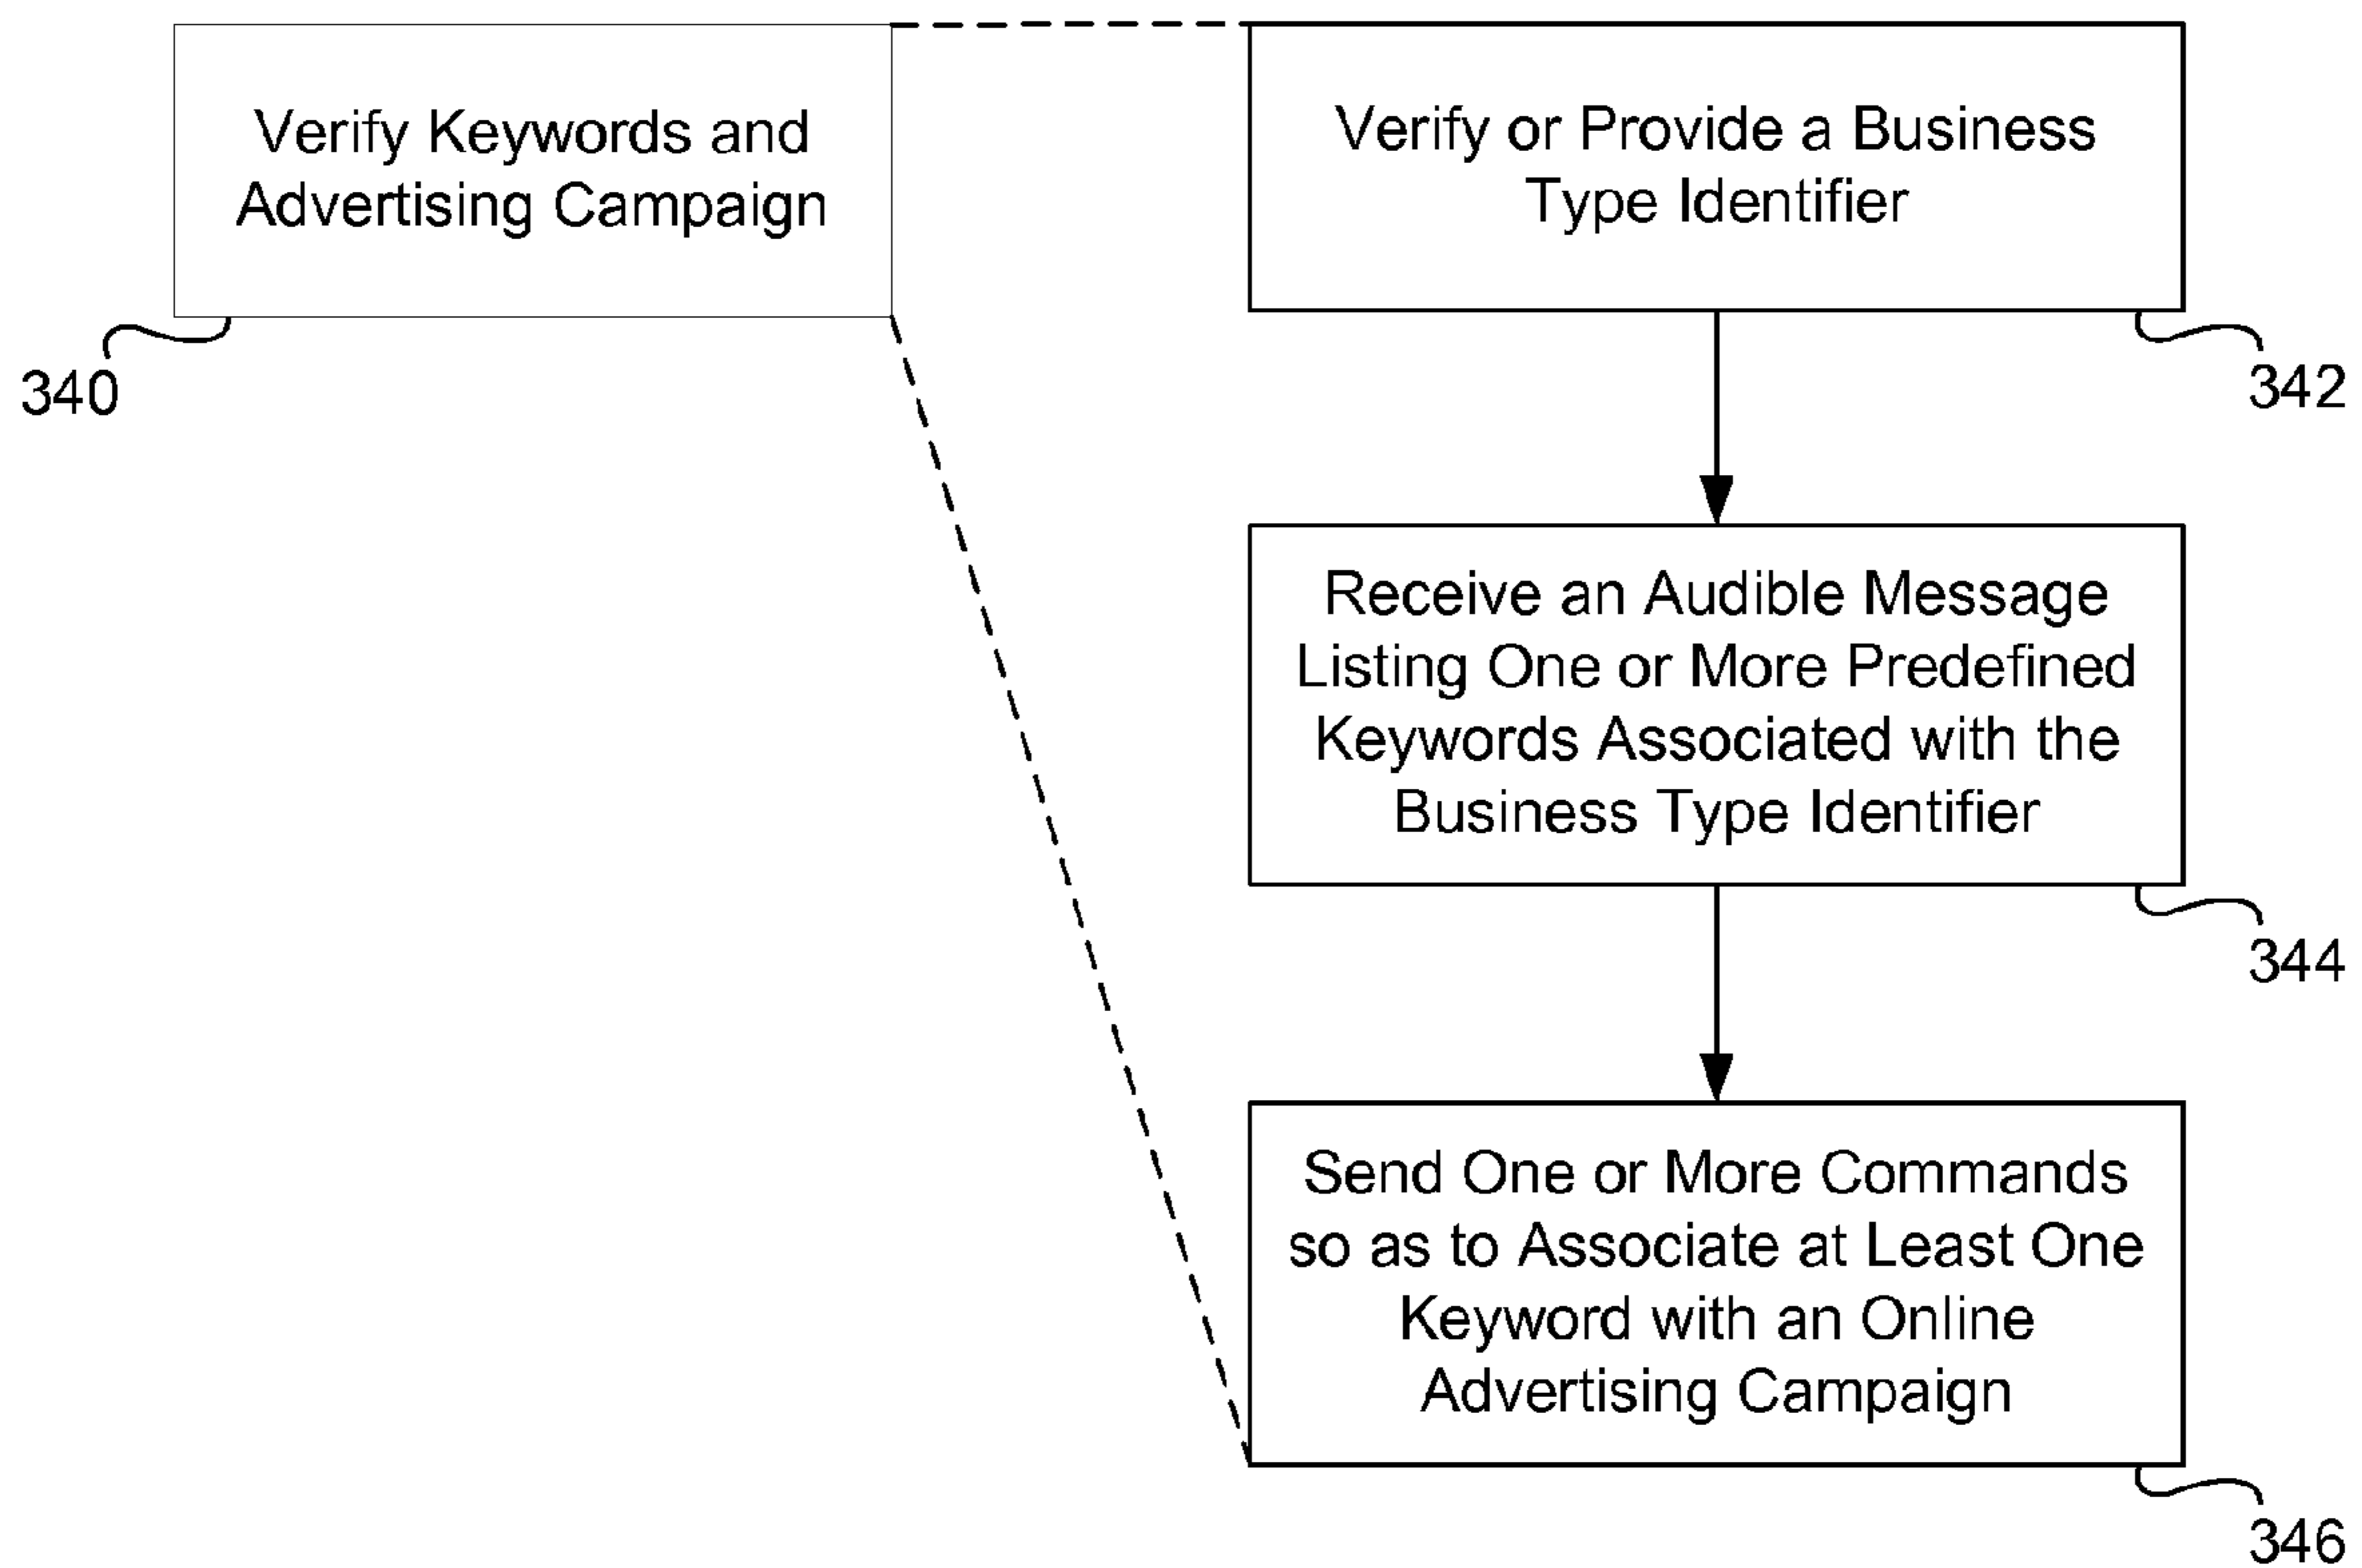 Verify Keywords and
Advertising Campaign
340
Verify or Provide a Business
Type Identifier
342
Receive an Audible Message
Listing One or More Predefined
Keywords Associated with the
Business Type Identifier
344
Send One or More Commands
so as to Associate at Least One
Keyword with an Online
Advertising Campaign
346